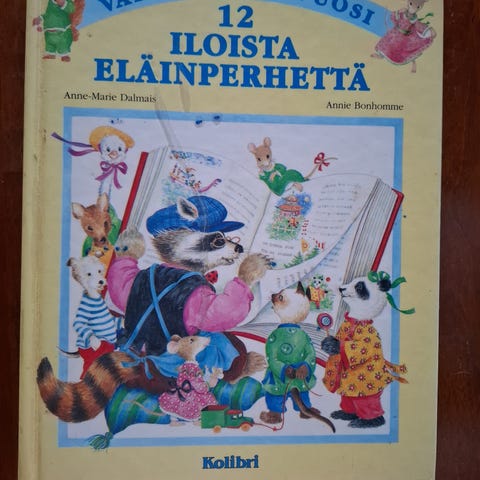 12
ILOISTA
ELÄINPERHETTÄ
Anne-Marie Dalmais
Annie Bonhomme
Kolibri